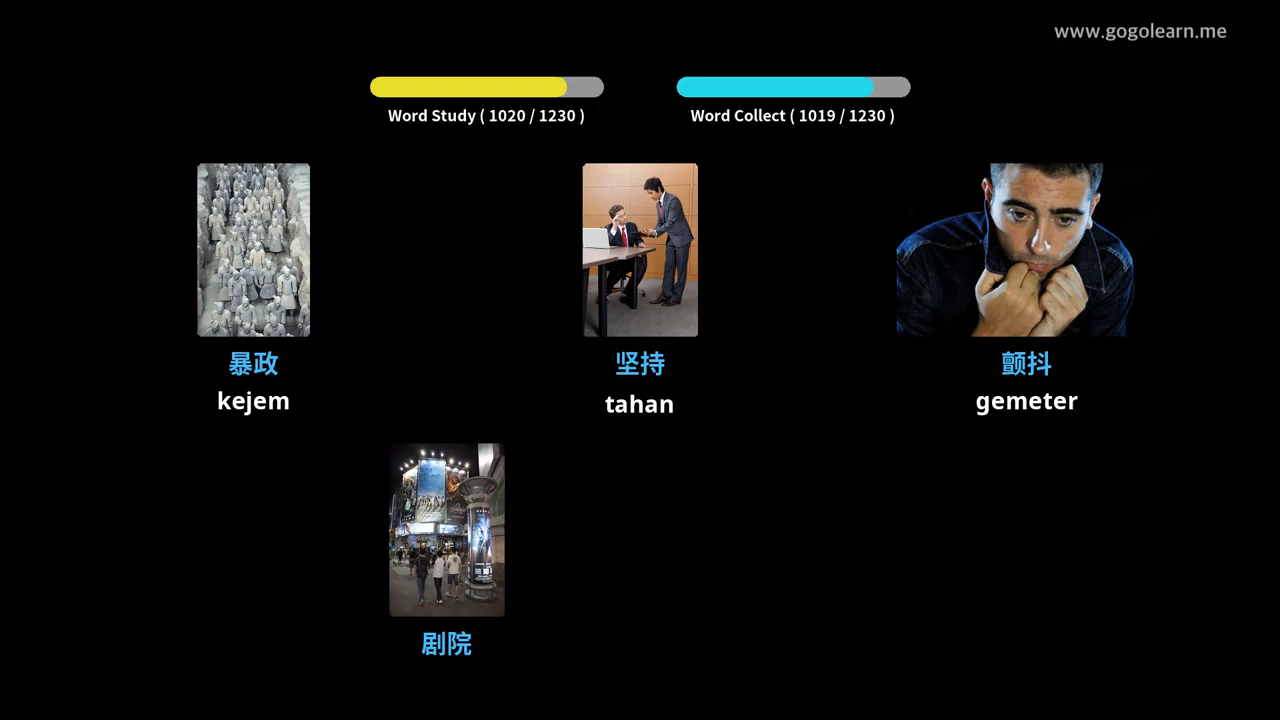 www.gogolearn.me
Word Study ( 1020 / 1230 )
Word Collect ( 1019 / 1230 )
暴政
kejem
坚持
tahan
颤抖
gemeter
剧院